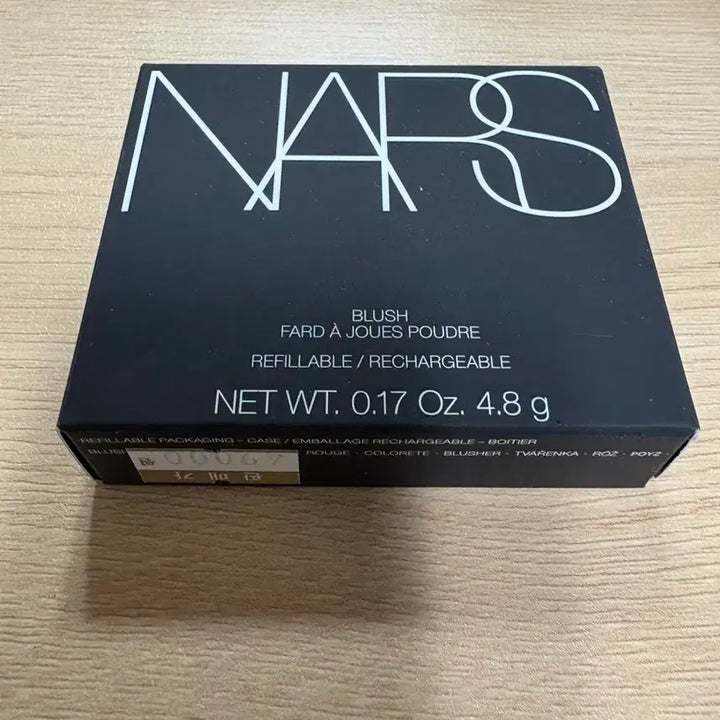 NARS
BLUSH
FARD À JOUES POUDRE
REFILLABLE / RECHARGEABLE
NET WT. 0.17 Oz. 4.8 g
REFILLABLE PACKAGING – CASE / EMBALLAGE RECHARGEABLE – BOITIER
ROUGE · COLORETE · BLUSHER · TVÁŘENKA · RÓŻ ·